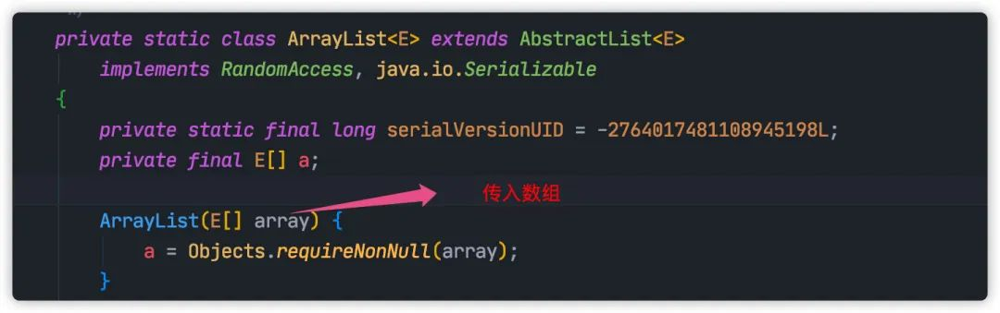 private static class ArrayList<E> extends AbstractList<E>
implements RandomAccess, java.io.Serializable
{
private static final long serialVersionUID = -2764017481108945198L;
private final E[] a;
传入数组
ArrayList(E[] array) {
a = Objects.requireNonNull(array);
}